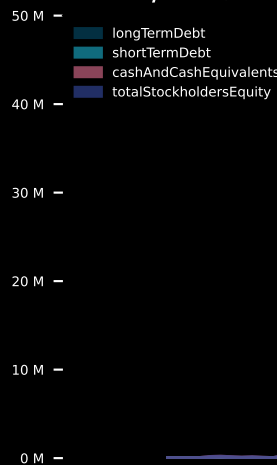 50 M
longTermDebt
shortTermDebt
cashAndCashEquivalents
totalStockholdersEquity
40 M
30 M
20 M
10 M
0 M